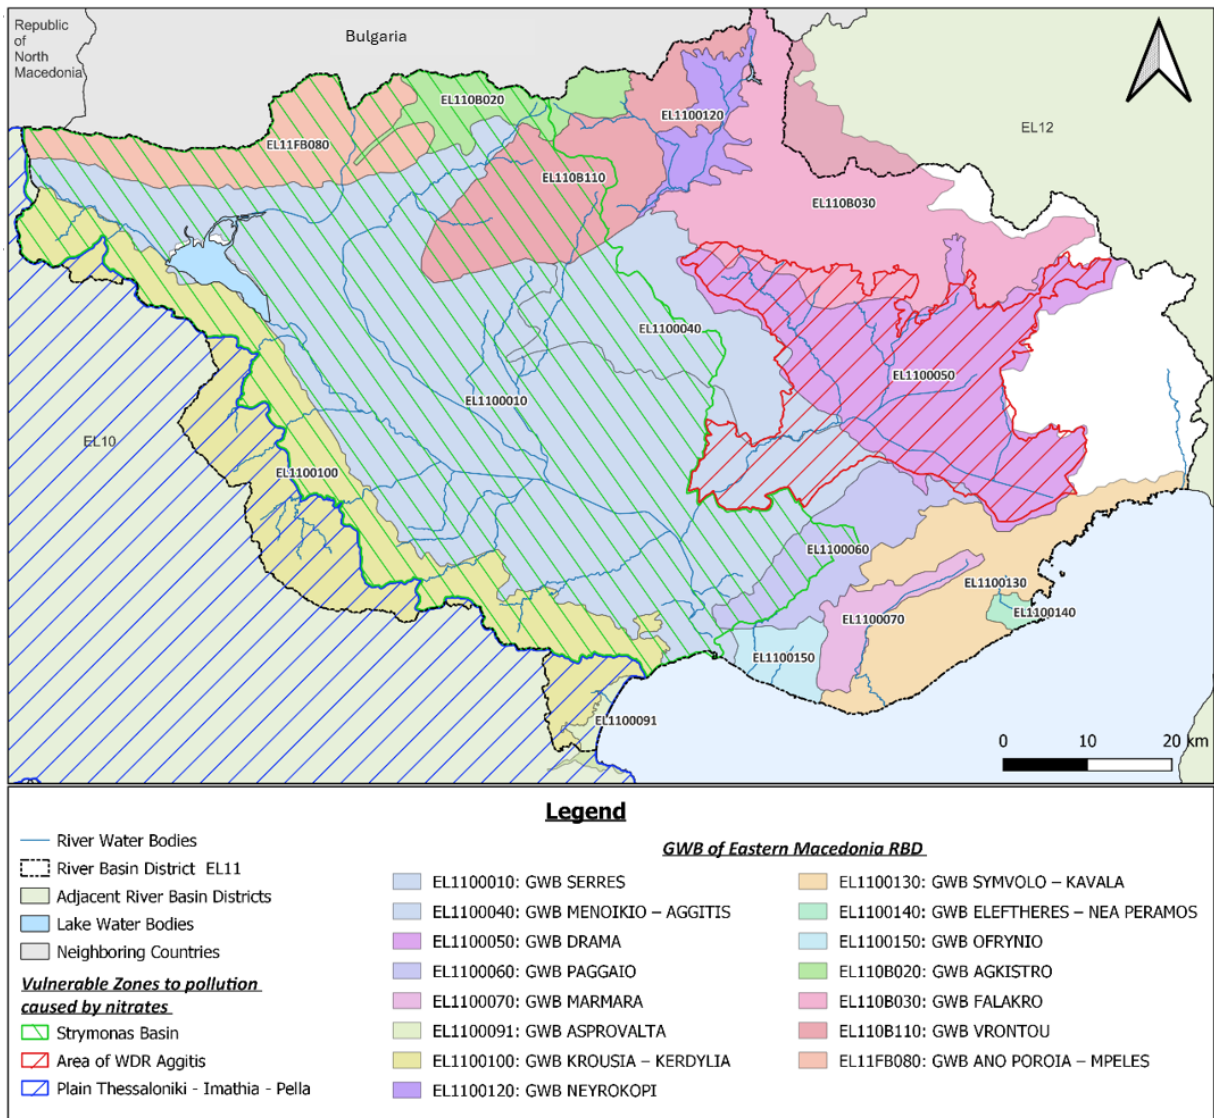 Republic
of
North
Macedonia
Bulgaria
EL12
EL110B020
EL1100120
EL11FB080
EL110B110
EL110B030
EL1100040
EL1100050
EL1100010
EL10
EL1100100
EL1100060
EL1100130
EL1100140
EL1100070
EL1100150
EL1100091
0 10 20 km
Legend
River Water Bodies
River Basin District EL11
Adjacent River Basin Districts
Lake Water Bodies
Neighboring Countries
Vulnerable Zones to pollution
caused by nitrates
Strymonas Basin
Area of WDR Aggitis
Plain Thessaloniki - Imathia - Pella
GWB of Eastern Macedonia RBD
EL1100010: GWB SERRES
EL1100040: GWB MENOIKIO – AGGITIS
EL1100050: GWB DRAMA
EL1100060: GWB PAGGAIO
EL1100070: GWB MARMARA
EL1100091: GWB ASPROVALTA
EL1100100: GWB KROUSIA – KERDYLIA
EL1100120: GWB NEYROKOPI
EL1100130: GWB SYMVOLO – KAVALA
EL1100140: GWB ELEFTHERES – NEA PERAMOS
EL1100150: GWB OFRYNIO
EL110B020: GWB AGKISTRO
EL110B030: GWB FALAKRO
EL110B110: GWB VRONTOU
EL11FB080: GWB ANO POROIA – MPELES